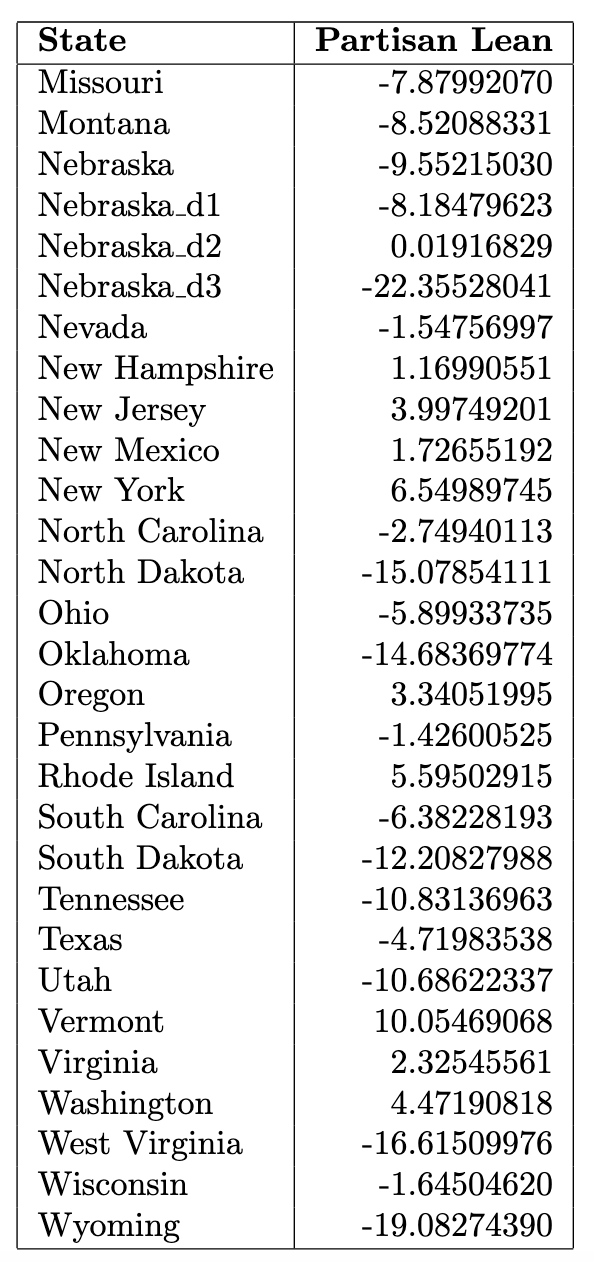 State Partisan Lean
Missouri -7.87992070
Montana -8.52088331
Nebraska -9.55215030
Nebraska_d1 -8.18479623
Nebraska_d2 0.01916829
Nebraska_d3 -22.35528041
Nevada -1.54756997
New Hampshire 1.16990551
New Jersey 3.99749201
New Mexico 1.72655192
New York 6.54989745
North Carolina -2.74940113
North Dakota -15.07854111
Ohio -5.89933735
Oklahoma -14.68369774
Oregon 3.34051995
Pennsylvania -1.42600525
Rhode Island 5.59502915
South Carolina -6.38228193
South Dakota -12.20827988
Tennessee -10.83136963
Texas -4.71983538
Utah -10.68622337
Vermont 10.05469068
Virginia 2.32545561
Washington 4.47190818
West Virginia -16.61509976
Wisconsin -1.64504620
Wyoming -19.08274390